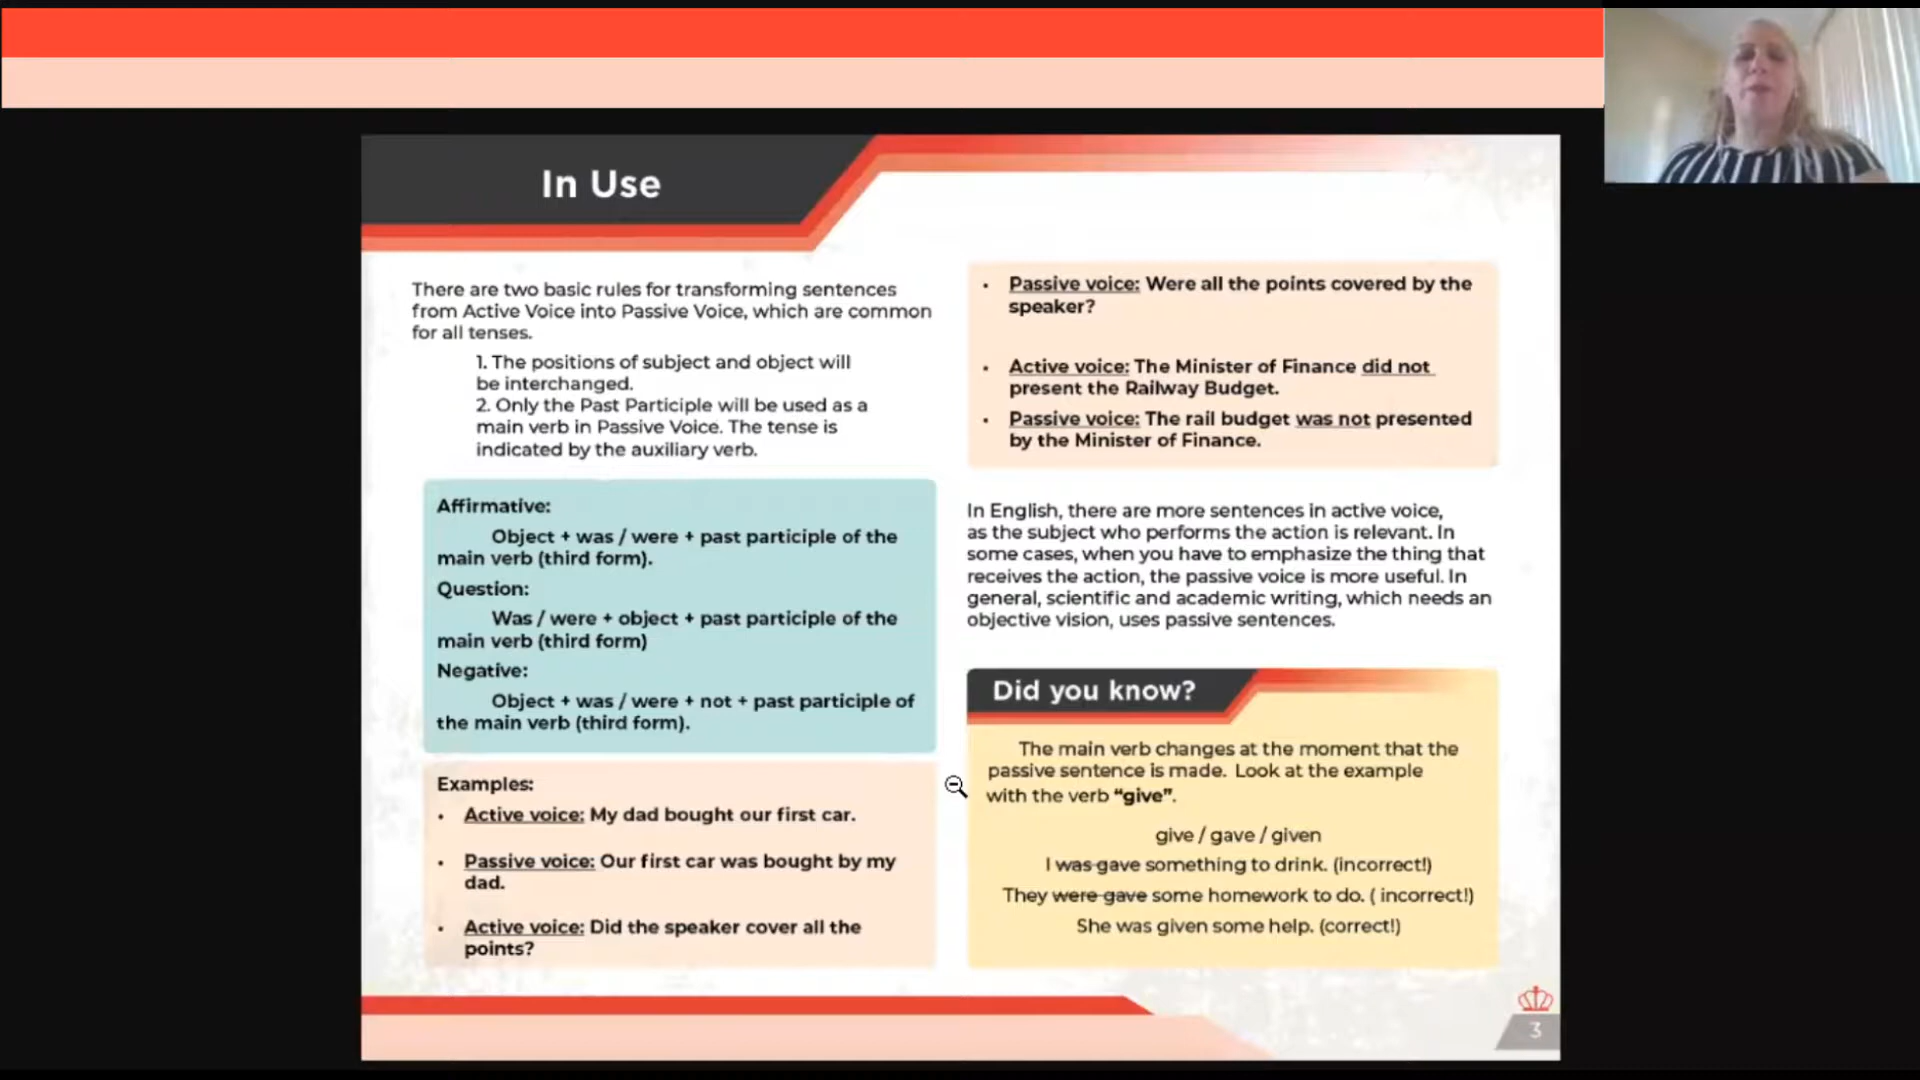 In Use
There are two basic rules for transforming sentences
from Active Voice into Passive Voice, which are common
for all tenses.
1. The positions of subject and object will
be interchanged.
2. Only the Past Participle will be used as a
main verb in Passive Voice. The tense is
indicated by the auxiliary verb.
Affirmative:
Object + was / were + past participle of the
main verb (third form).
Question:
Was / were + object + past participle of the
main verb (third form)
Negative:
Object + was / were + not + past participle of
the main verb (third form).
Examples:
• Active voice: My dad bought our first car.
• Passive voice: Our first car was bought by my
dad.
• Active voice: Did the speaker cover all the
points?
• Passive voice: Were all the points covered by the
speaker?
• Active voice: The Minister of Finance did not
present the Railway Budget.
• Passive voice: The rail budget was not presented
by the Minister of Finance.
In English, there are more sentences in active voice,
as the subject who performs the action is relevant. In
some cases, when you have to emphasize the thing that
receives the action, the passive voice is more useful. In
general, scientific and academic writing, which needs an
objective vision, uses passive sentences.
Did you know?
The main verb changes at the moment that the
passive sentence is made. Look at the example
with the verb “give”.
give / gave / given
I was gave something to drink. (incorrect!)
They were gave some homework to do. ( incorrect!)
She was given some help. (correct!)
3